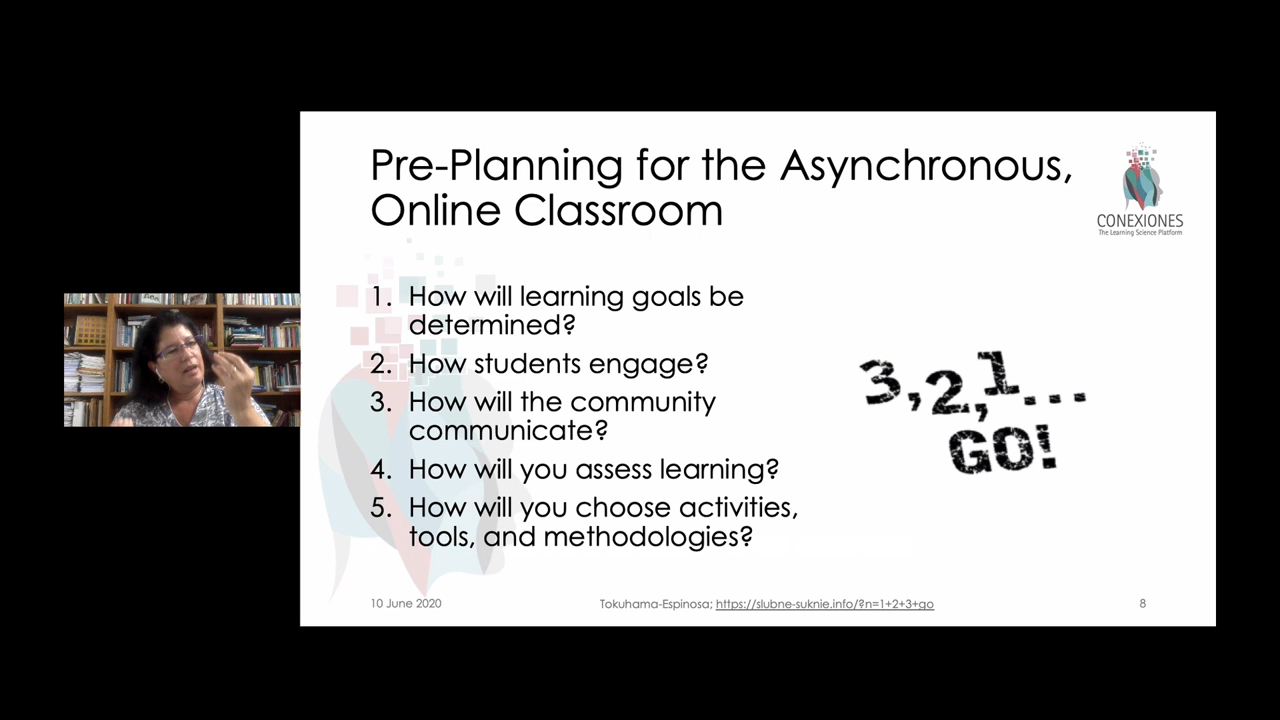 Pre-Planning for the Asynchronous,
Online Classroom
CONEXIONES
The Learning Science Platform
1. How will learning goals be
determined?
2. How students engage?
3. How will the community
communicate?
4. How will you assess learning?
5. How will you choose activities,
tools, and methodologies?
3,2,1...
GO!
10 June 2020
Tokuhama-Espinosa; https://slubne-suknie.info/?n=1+2+3+go
8